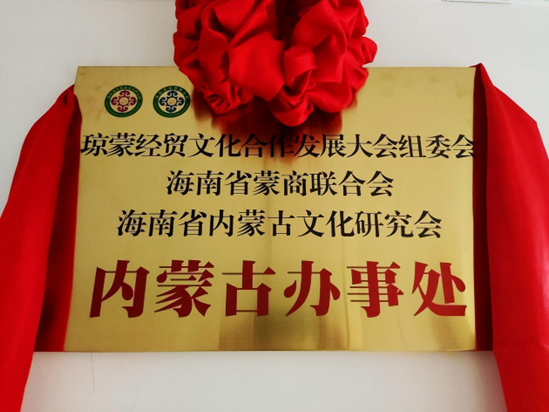 琼蒙经贸文化合作发展大会组委会
海南省蒙商联合会
海南省内蒙古文化研究会
内蒙古办事处